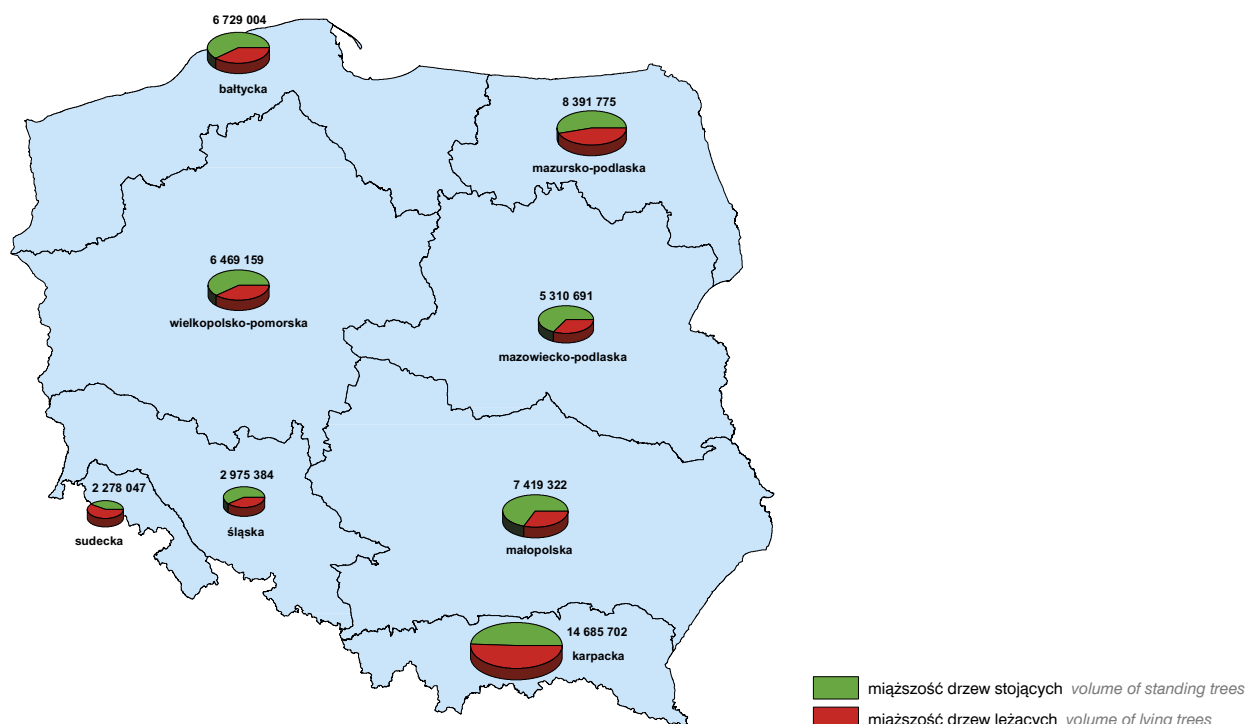 6 729 004
bałtycka
8 391 775
mazursko-podlaska
6 469 159
wielkopolsko-pomorska
5 310 691
mazowiecko-podlaska
2 278 047
sudecka
2 975 384
śląska
7 419 322
małopolska
14 685 702
karpacka
miąższość drzew stojących volume of standing trees
miąższość drzew leżących volume of lying trees